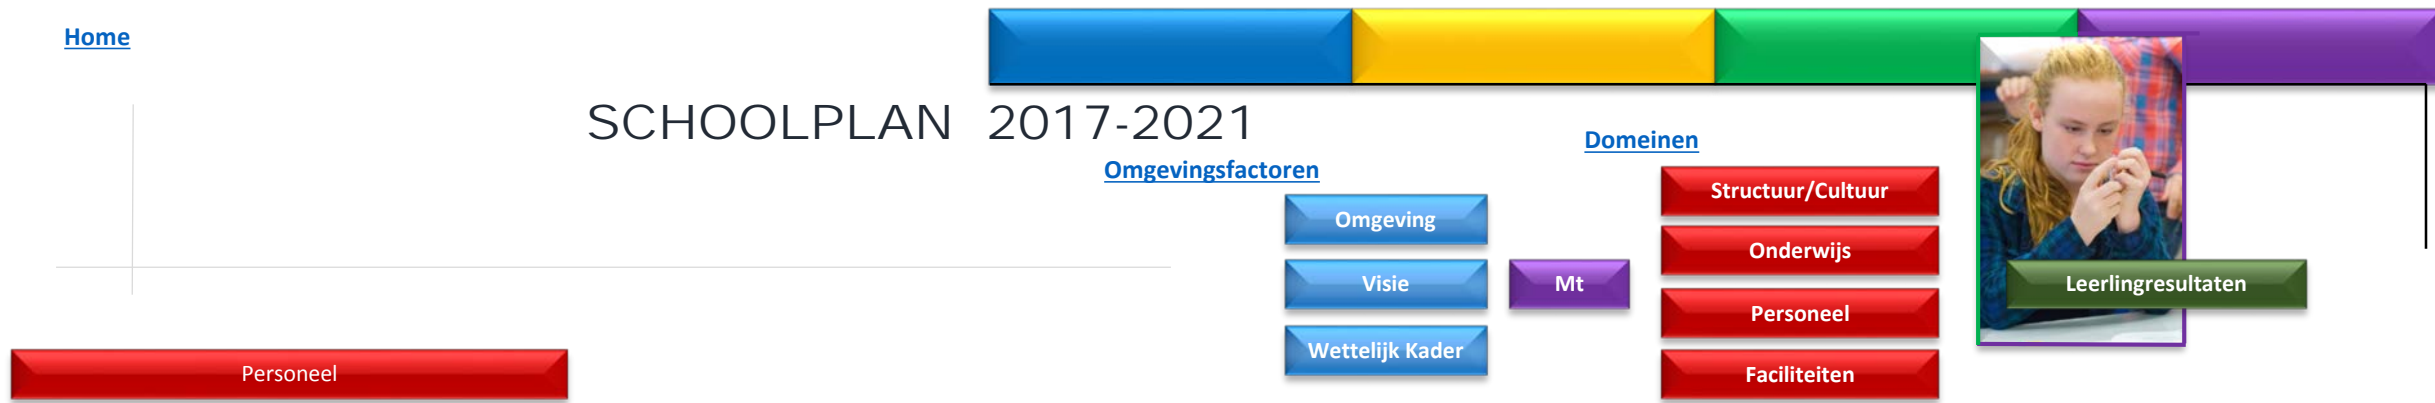 Home
SCHOOLPLAN 2017-2021
Omgevingsfactoren
Domeinen
Omgeving
Visie
Wettelijk Kader
Mt
Structuur/Cultuur
Onderwijs
Personeel
Faciliteiten
Leerlingresultaten
Personeel